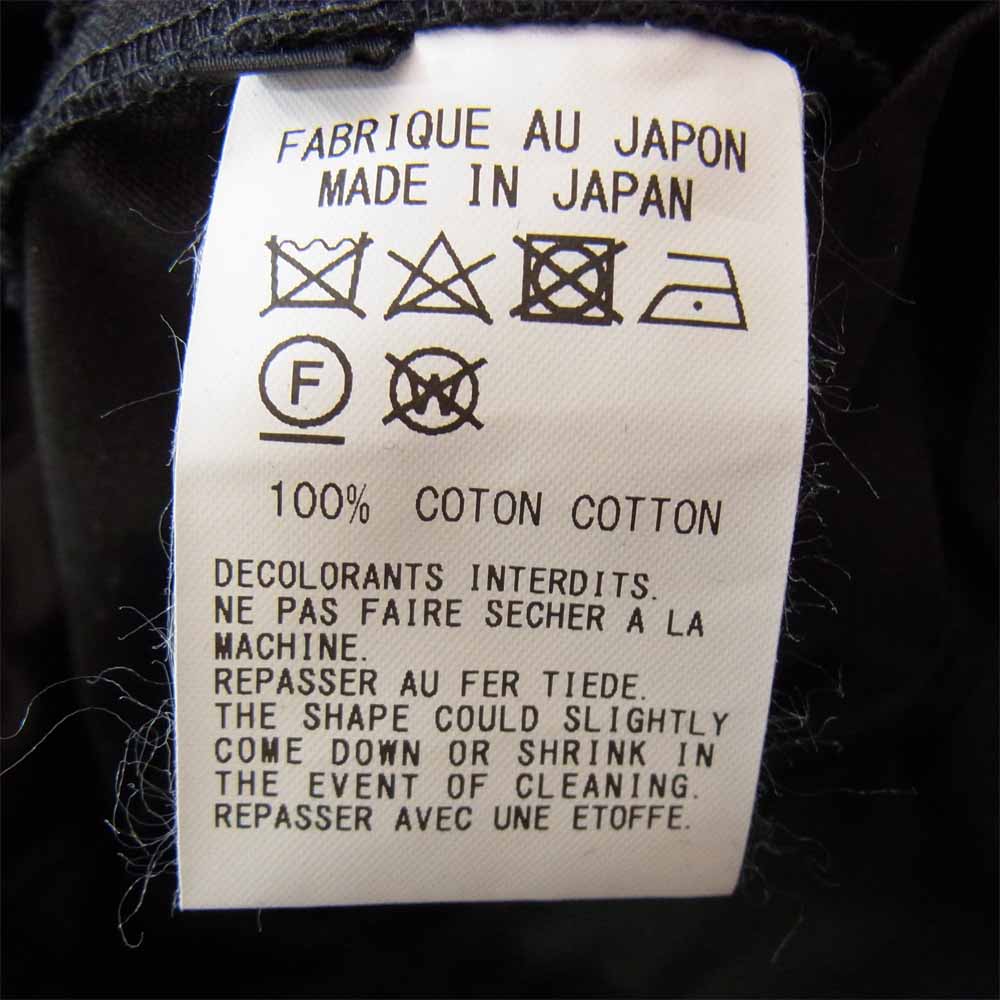 FABRIQUE AU JAPON
MADE IN JAPAN
F W
100% COTON COTTON
DECOLORANTS INTERDITS.
NE PAS FAIRE SECHER A LA
MACHINE.
REPASSER AU FER TIEDE.
THE SHAPE COULD SLIGHTLY
COME DOWN OR SHRINK IN
THE EVENT OF CLEANING.
REPASSER AVEC UNE ETOFFE.